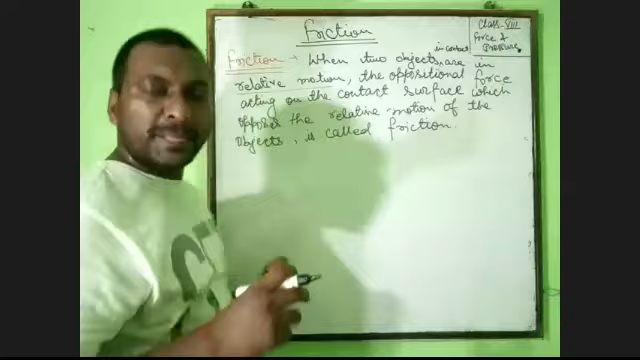 Friction
Class-VIII
Force &
Pressure
in contact
Friction → When two objects are in
relative motion, the oppositional force
acting on the contact surface which
opposes the relative motion of the
objects, is called friction.